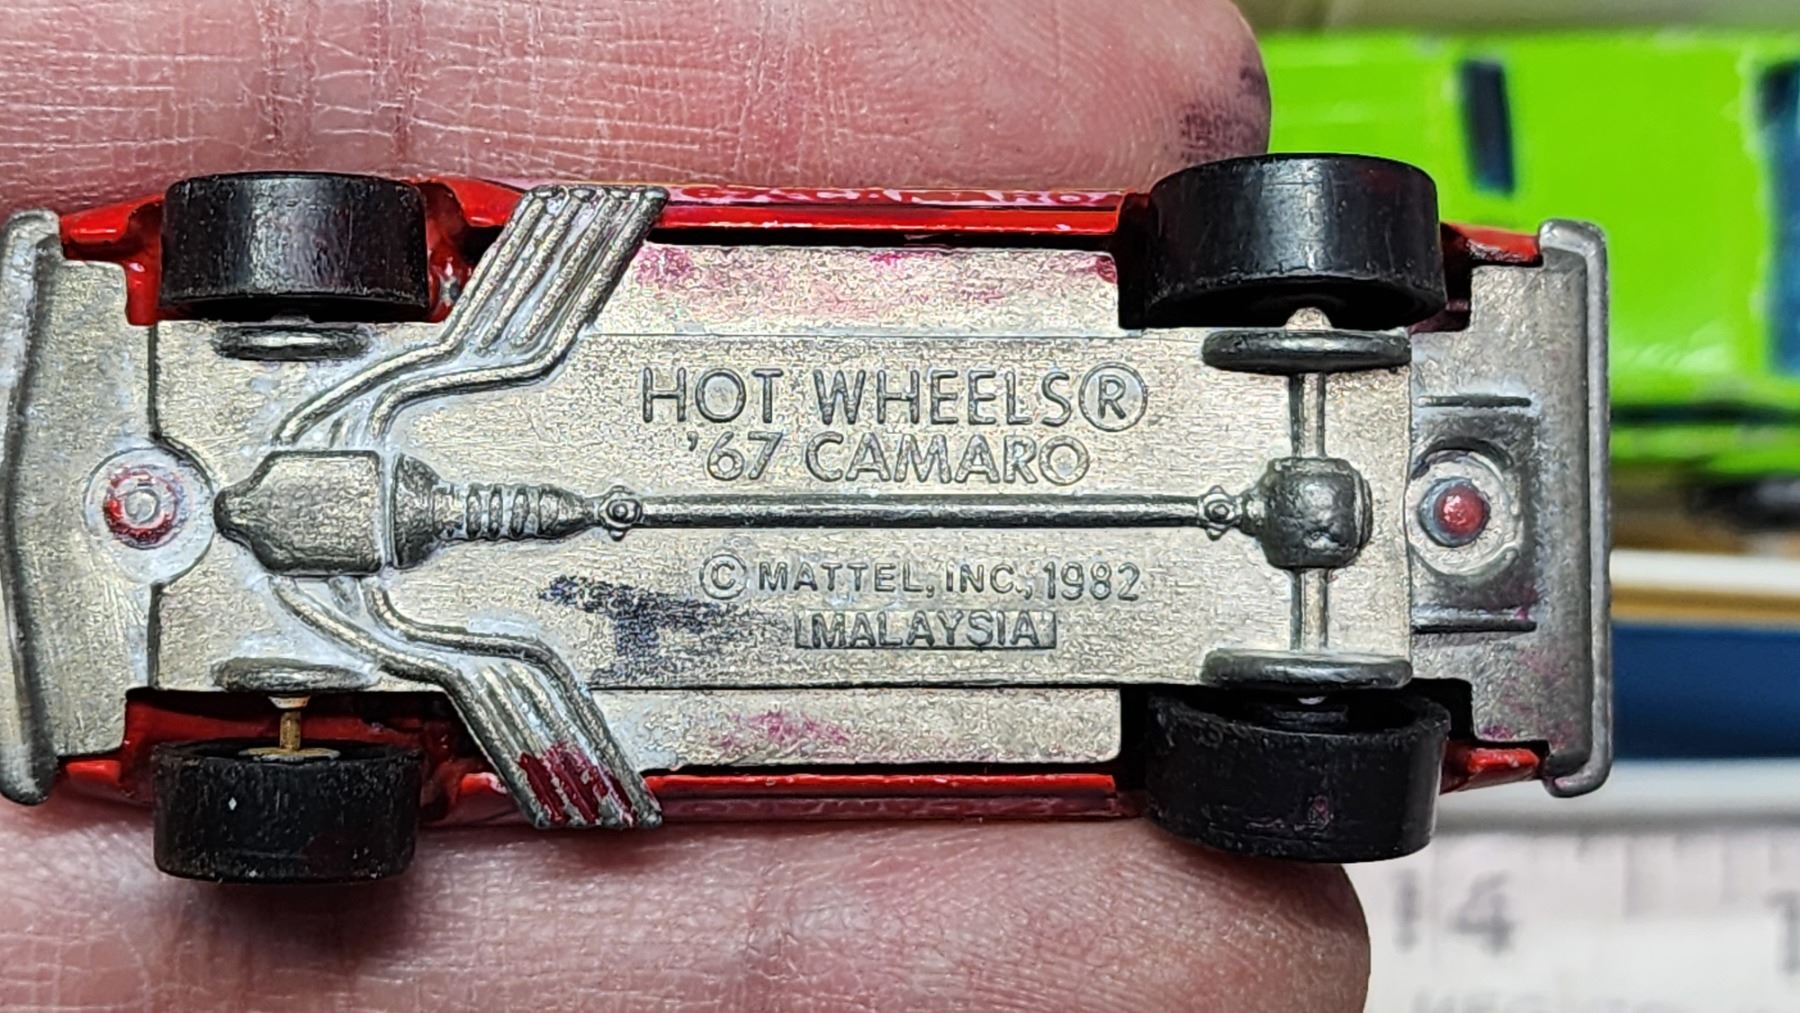 HOT WHEELS®
'67 CAMARO
© MATTEL, INC., 1982
MALAYSIA
14